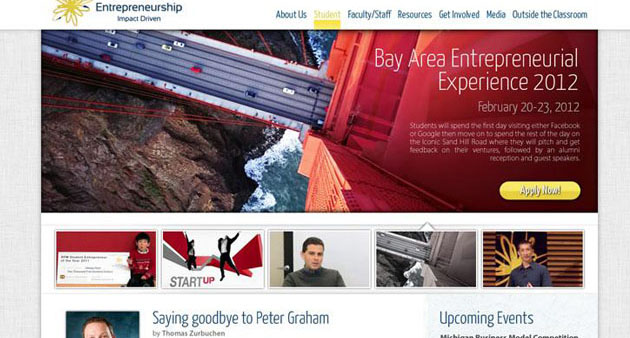 Entrepreneurship
Impact Driven
About Us Student Faculty/Staff Resources Get Involved Media Outside the Classroom
Bay Area Entrepreneurial
Experience 2012
February 20-23, 2012
Students will spend the first day visiting either Facebook
or Google then move on to spend the rest of the day on
the Iconic Sand Hill Road where they will pitch and get
feedback on their ventures, followed by an alumni
reception and guest speakers.
Apply Now!
START UP
Saying goodbye to Peter Graham
by Thomas Zurbuchen
Upcoming Events
Michigan Business Model Competition